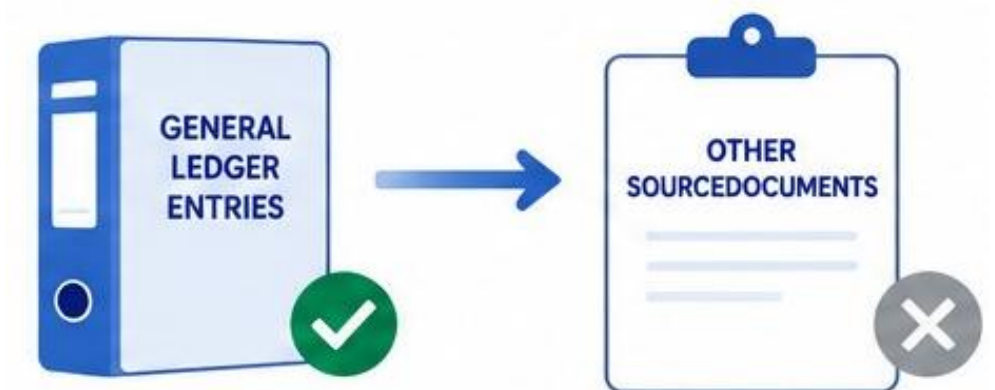 GENERAL
LEDGER
ENTRIES
OTHER
SOURCEDOCUMENTS